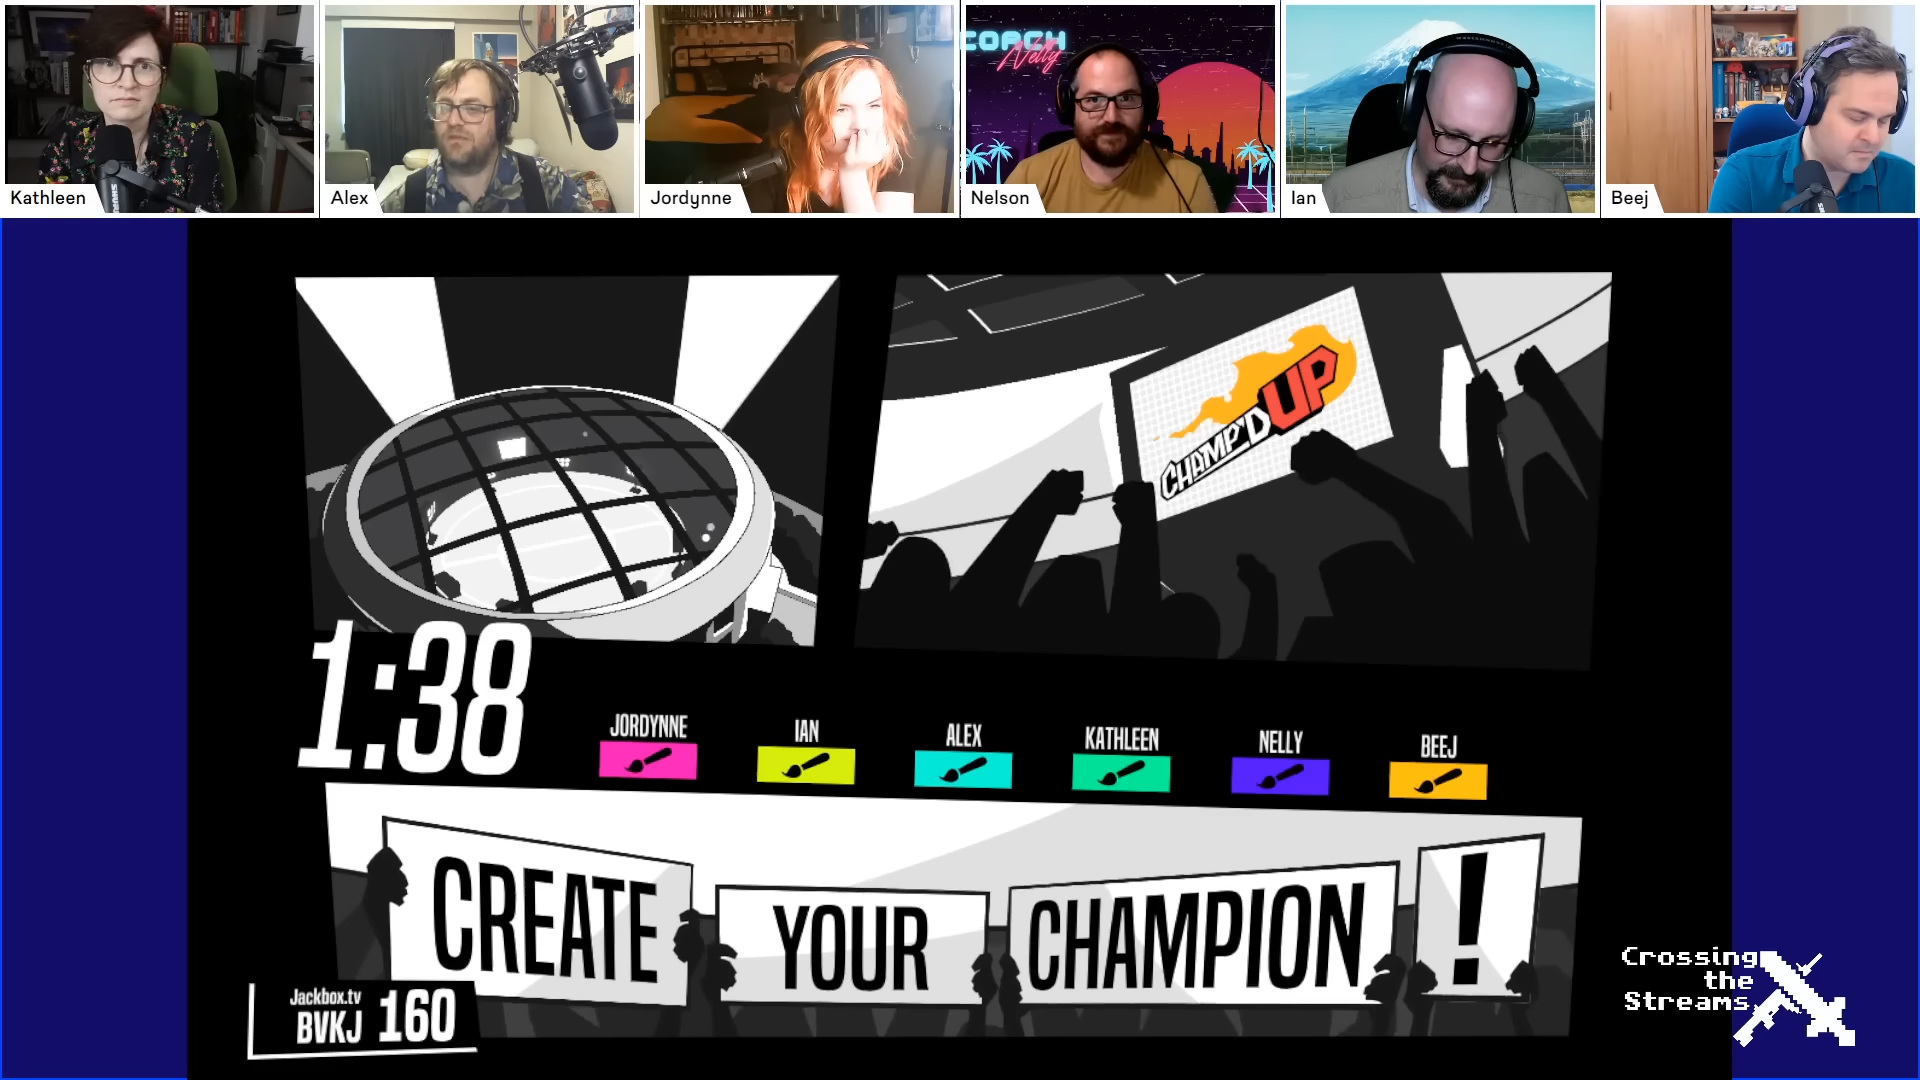 Kathleen
Alex
Jordynne
COACH
Nelly
Nelson
Ian
Beej
CHAMP'D UP
1:38
JORDYNNE
IAN
ALEX
KATHLEEN
NELLY
BEEJ
CREATE YOUR CHAMPION !
Jackbox.tv
BVKJ 160
Crossing
the
Streams